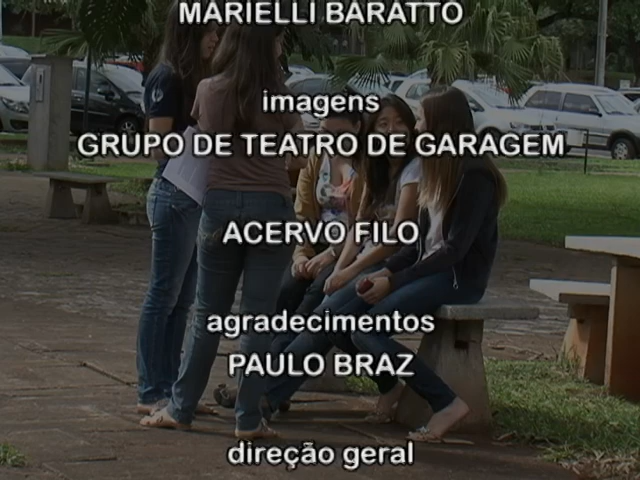 MARIELLI BARATTO
imagens
GRUPO DE TEATRO DE GARAGEM
ACERVO FILO
agradecimentos
PAULO BRAZ
direção geral